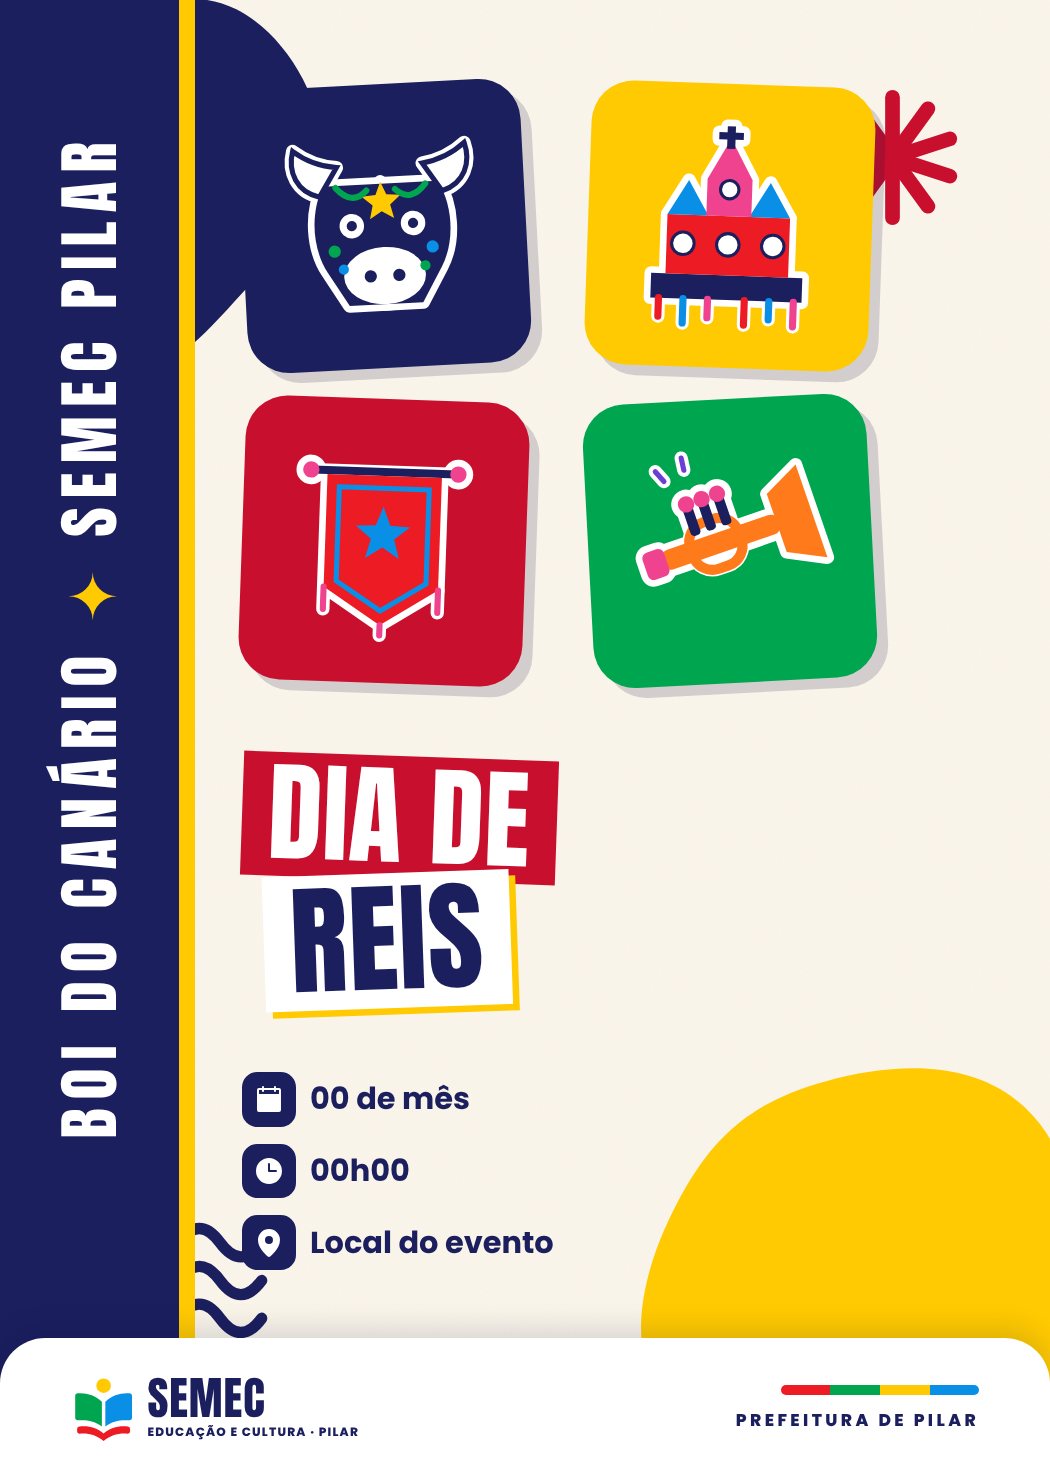 BOI DO CANÁRIO ✦ SEMEC PILAR
DIA DE
REIS
00 de mês
00h00
Local do evento
SEMEC
EDUCAÇÃO E CULTURA · PILAR
PREFEITURA DE PILAR